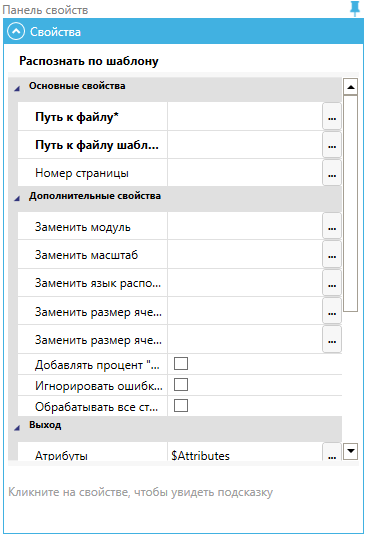 Панель свойств
Свойства
Распознать по шаблону
Основные свойства
Путь к файлу*
...
Путь к файлу шабл...
...
Номер страницы
...
Дополнительные свойства
Заменить модуль
...
Заменить масштаб
...
Заменить язык распо...
...
Заменить размер яче...
...
Заменить размер яче...
...
Добавлять процент "...
Игнорировать ошибк...
Обрабатывать все ст...
Выход
Атрибуты $Attributes ...
Кликните на свойстве, чтобы увидеть подсказку